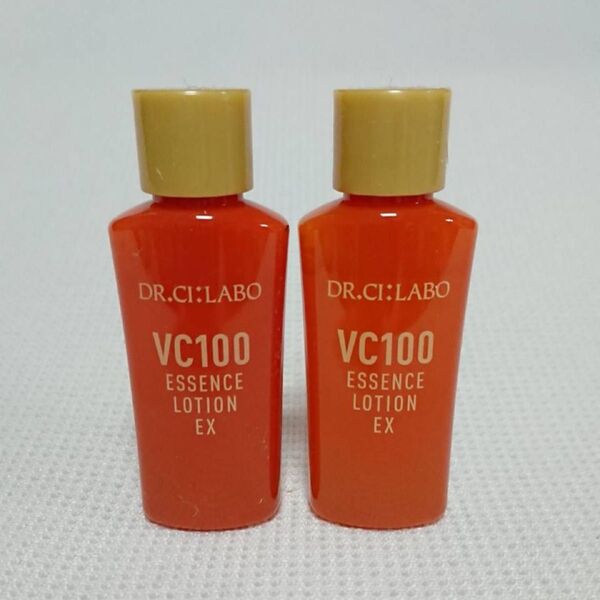 DR.CI:LABO
VC100
ESSENCE
LOTION
EX
DR.CI:LABO
VC100
ESSENCE
LOTION
EX